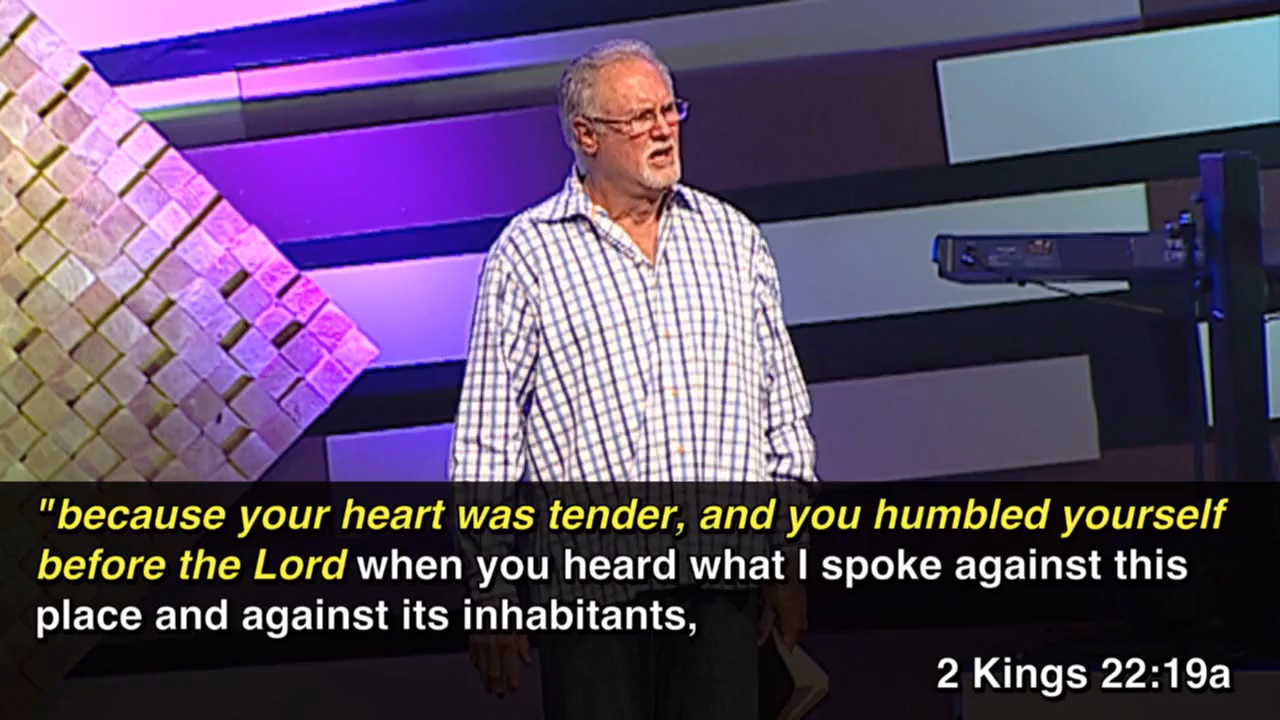 "because your heart was tender, and you humbled yourself
before the Lord when you heard what I spoke against this
place and against its inhabitants,
2 Kings 22:19a